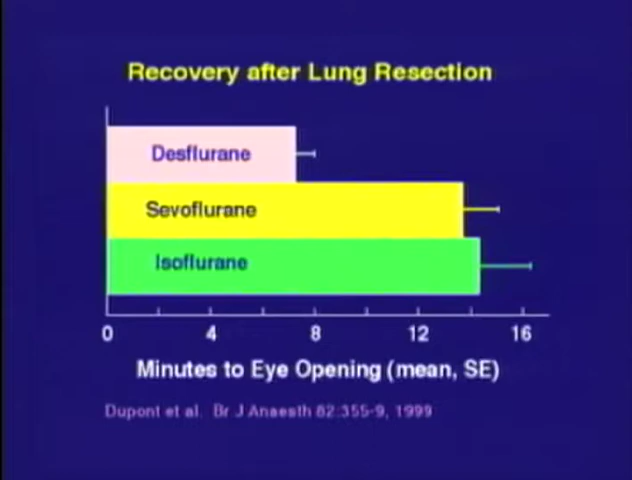 Recovery after Lung Resection
Desflurane
Sevoflurane
Isoflurane
0 4 8 12 16
Minutes to Eye Opening (mean, SE)
Dupont et al. Br J Anaesth 82:355-9, 1999